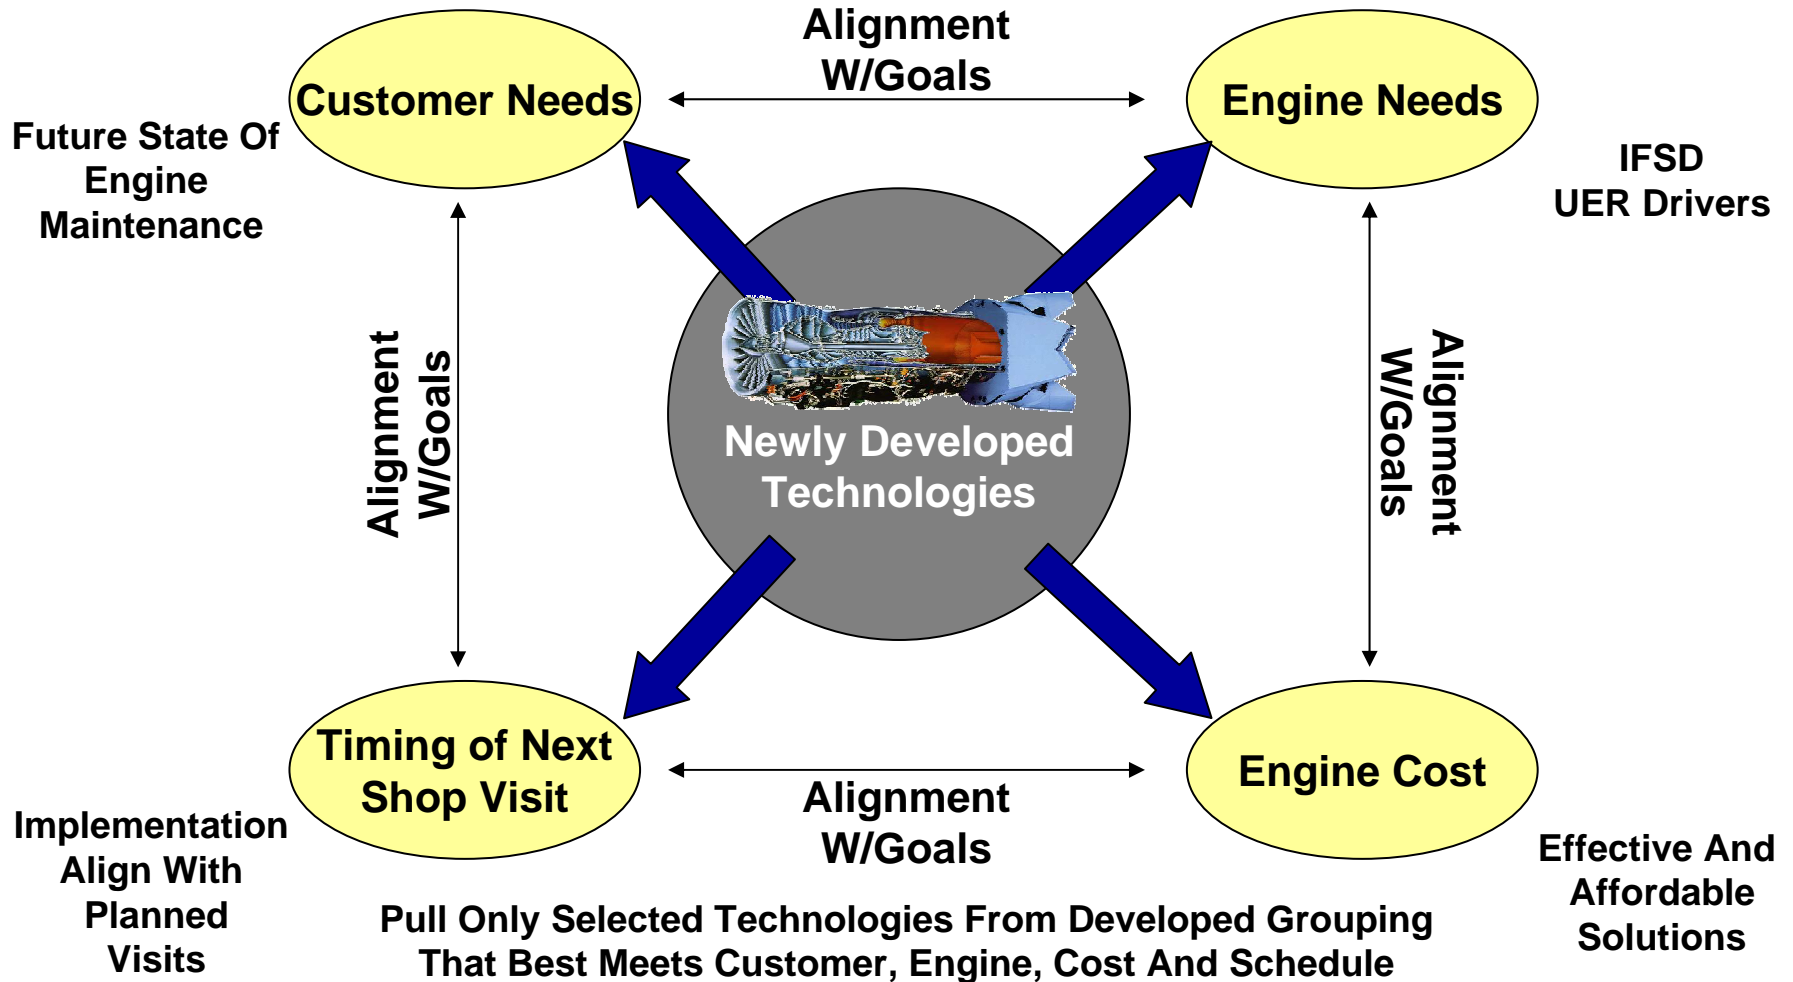 Alignment
W/Goals
Customer Needs
Engine Needs
Future State Of
Engine
Maintenance
IFSD
UER Drivers
Alignment
W/Goals
Alignment
W/Goals
Newly Developed
Technologies
Timing of Next
Shop Visit
Engine Cost
Alignment
W/Goals
Implementation
Align With
Planned
Visits
Effective And
Affordable
Solutions
Pull Only Selected Technologies From Developed Grouping
That Best Meets Customer, Engine, Cost And Schedule